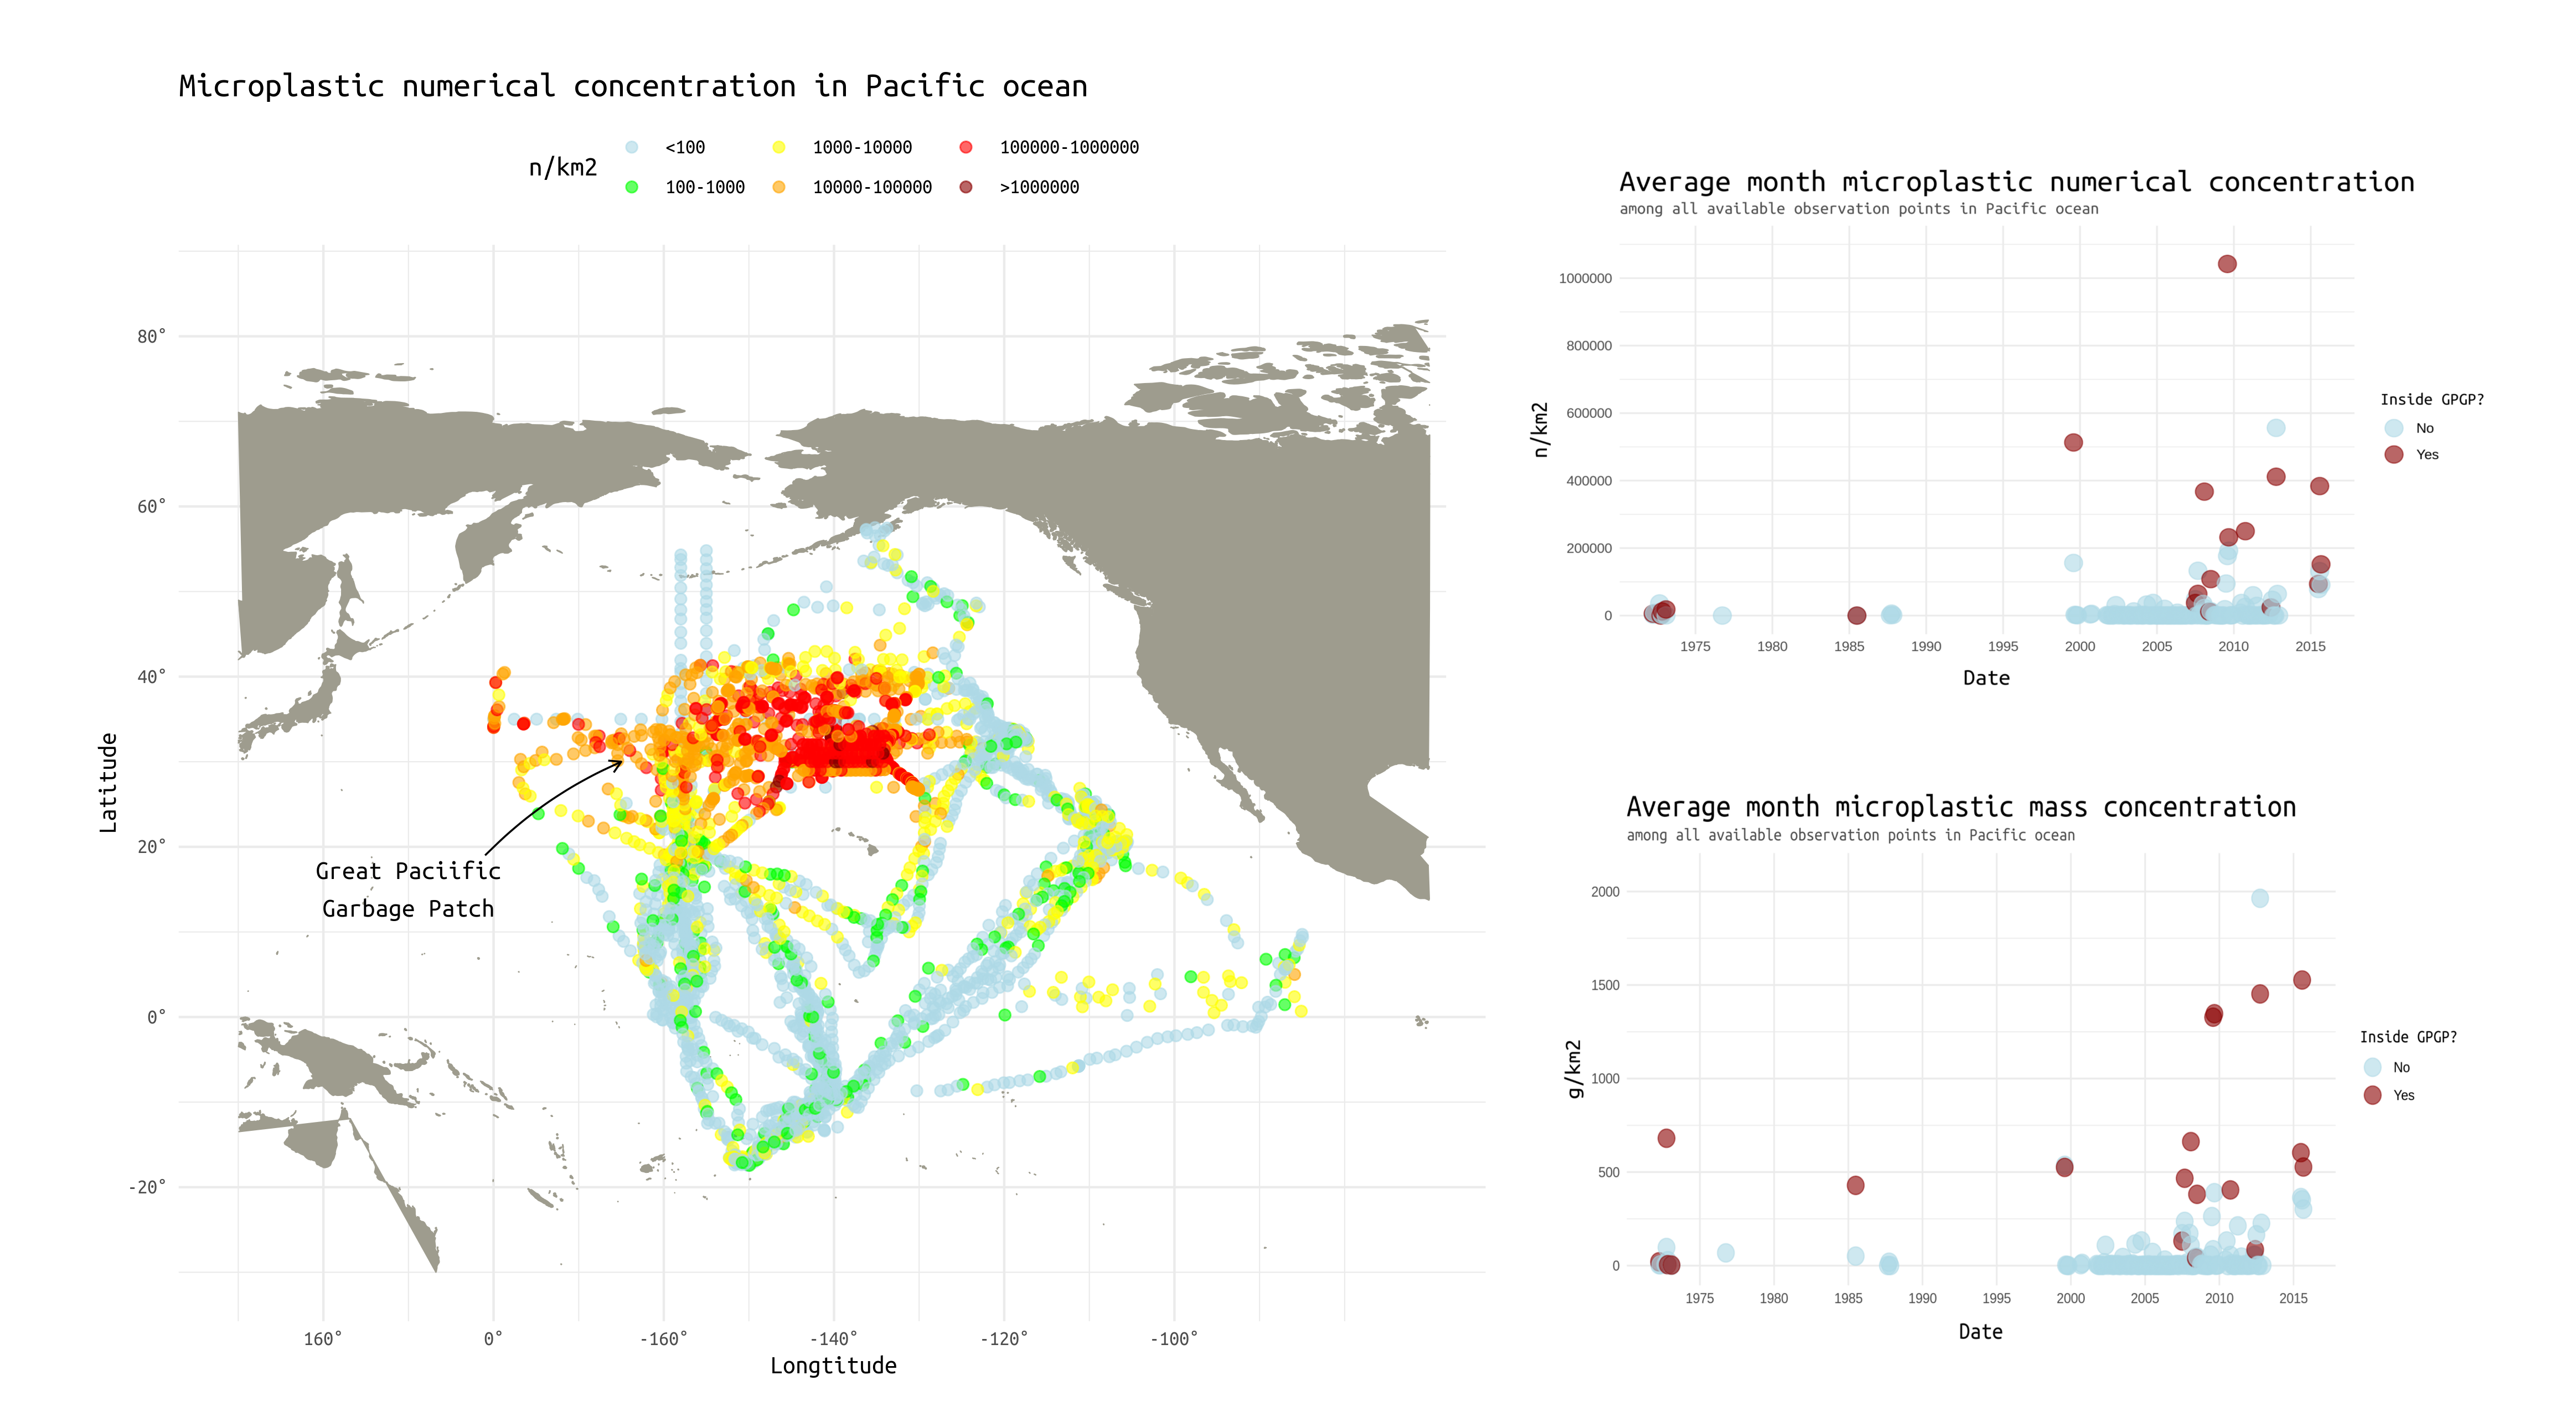 Microplastic numerical concentration in Pacific ocean
n/km2
<100
1000-10000
100000-1000000
100-1000
10000-100000
>1000000
80°
60°
40°
20°
0°
-20°
Latitude
Great Pacific
Garbage Patch
160°
0°
-160°
-140°
-120°
-100°
Longtitude
Average month microplastic numerical concentration
among all available observation points in Pacific ocean
1000000
800000
600000
400000
200000
0
n/km2
1975
1980
1985
1990
1995
2000
2005
2010
2015
Date
Inside GPGP?
No
Yes
Average month microplastic mass concentration
among all available observation points in Pacific ocean
2000
1500
1000
500
0
g/km2
1975
1980
1985
1990
1995
2000
2005
2010
2015
Date
Inside GPGP?
No
Yes